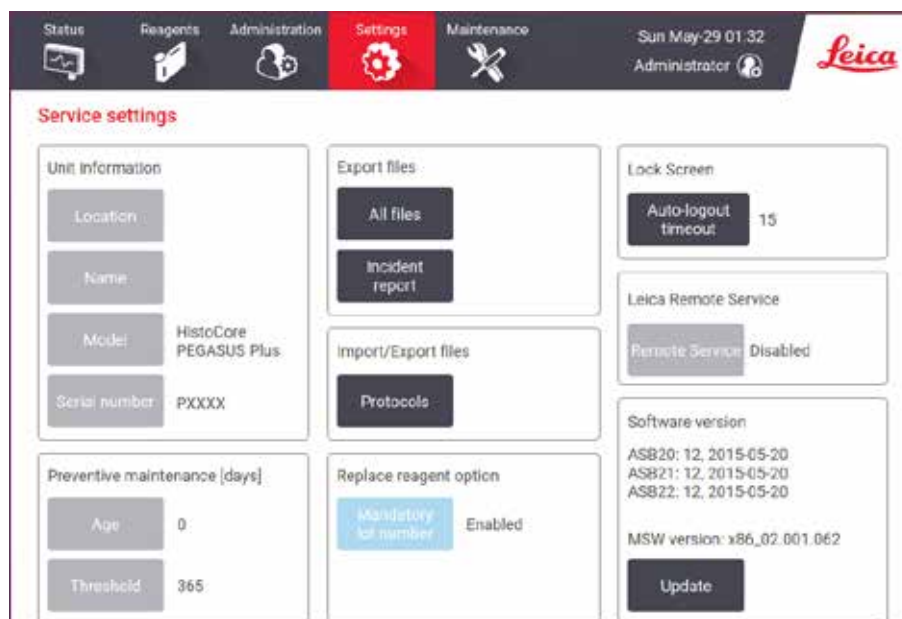 Status Reagents Administration Settings Maintenance
Sun May-29 01:32
Administrator
Leica
Service settings
Unit Information
Location
Name
Model
HistoCore
PEGASUS Plus
Serial number
PXXXX
Preventive maintenance [days]
Age
0
Threshold
365
Export files
All files
Incident
report
Import/Export files
Protocols
Replace reagent option
Mandatory
lot number
Enabled
Lock Screen
Auto-logout
timeout
15
Leica Remote Service
Remote Service
Disabled
Software version
ASB20: 12, 2015-05-20
ASB21: 12, 2015-05-20
ASB22: 12, 2015-05-20
MSW version: x86_02.001.062
Update